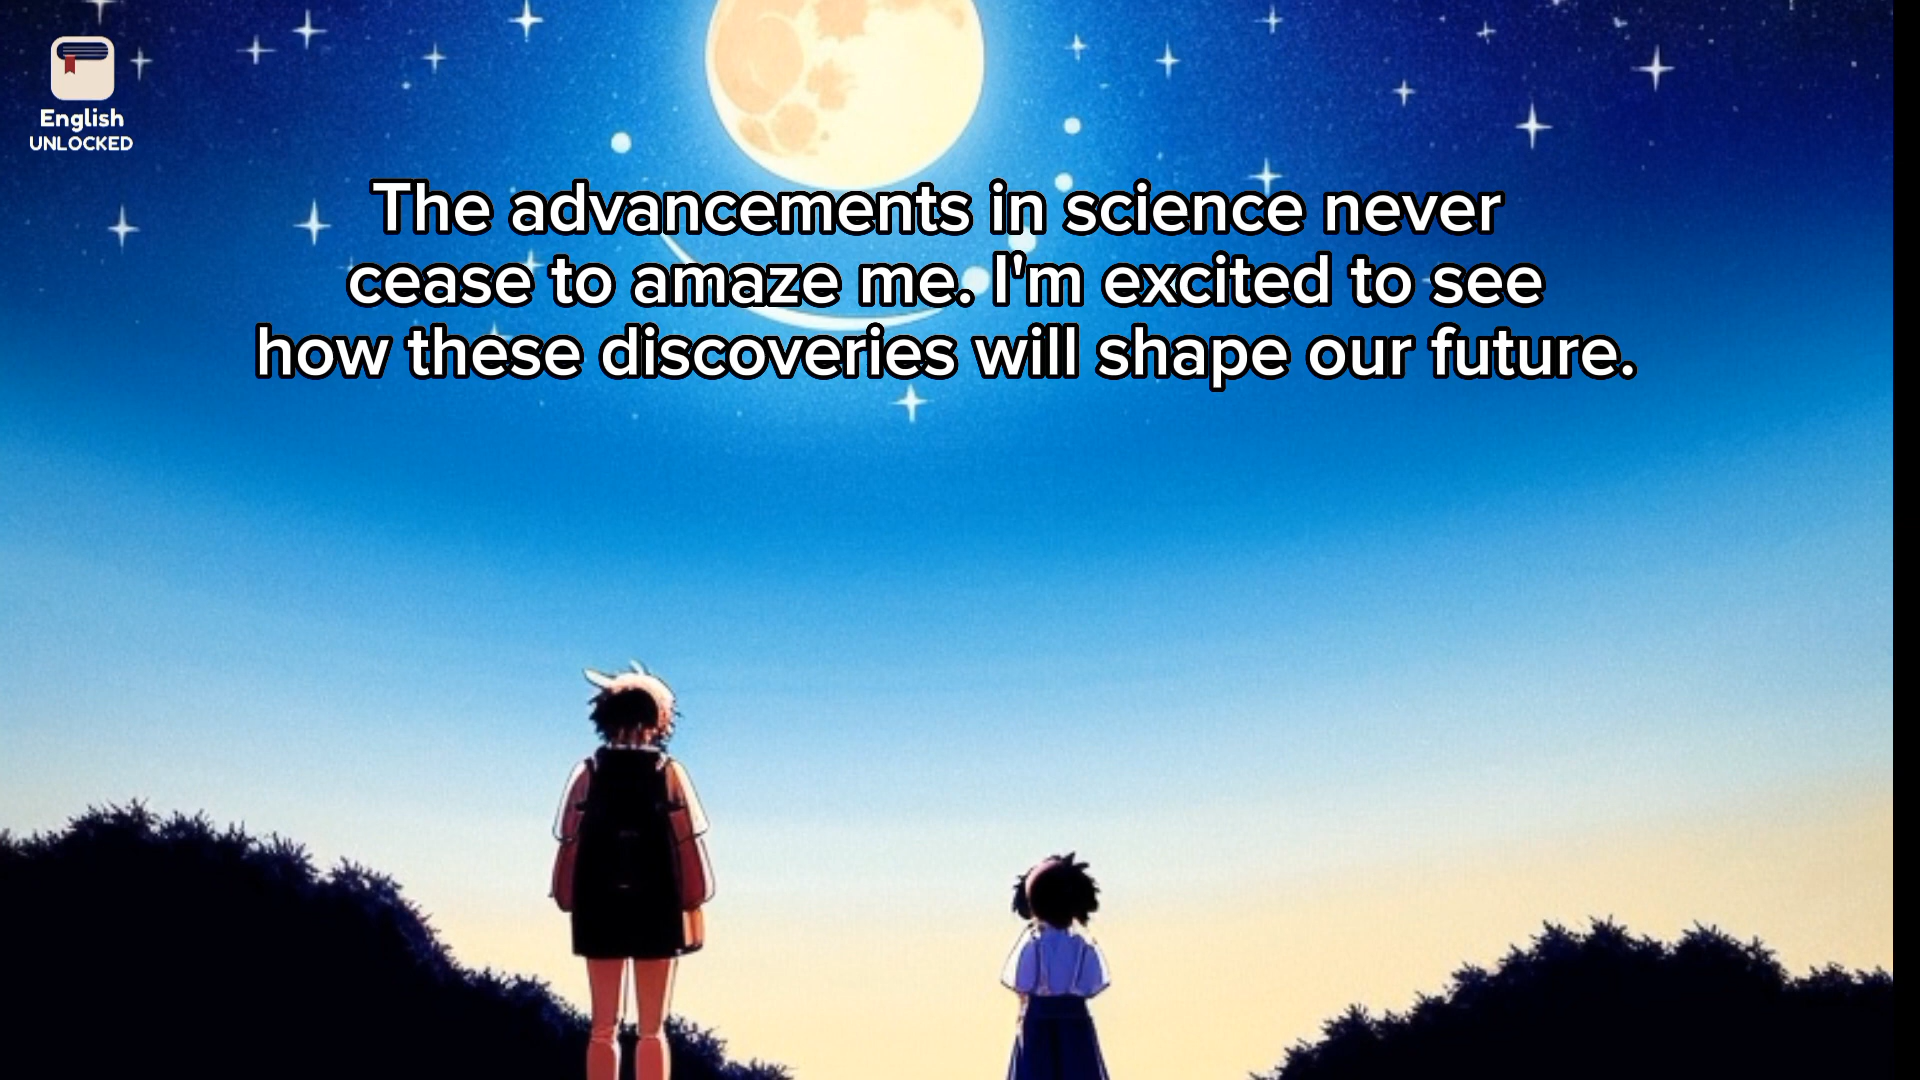 English
UNLOCKED
The advancements in science never
cease to amaze me. I'm excited to see
how these discoveries will shape our future.